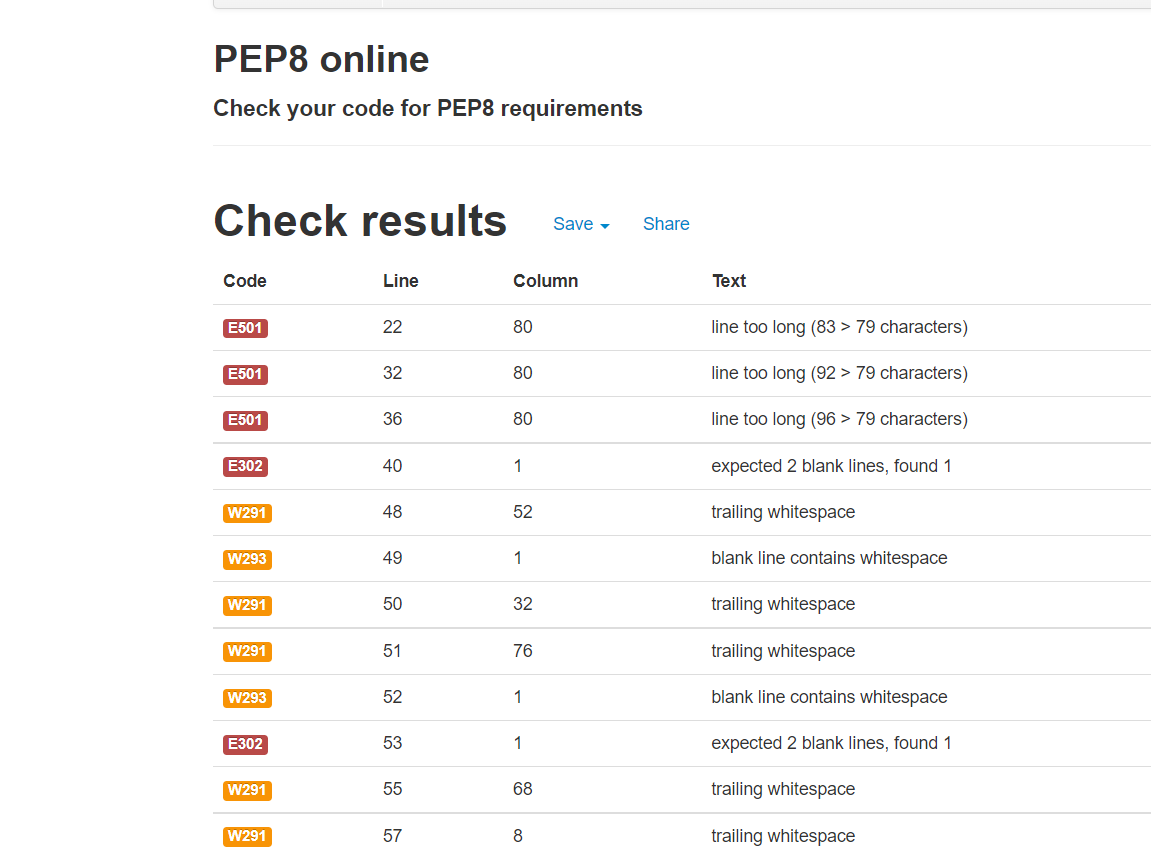 PEP8 online
Check your code for PEP8 requirements
Check results Save Share
Code Line Column Text
E501 22 80 line too long (83 > 79 characters)
E501 32 80 line too long (92 > 79 characters)
E501 36 80 line too long (96 > 79 characters)
E302 40 1 expected 2 blank lines, found 1
W291 48 52 trailing whitespace
W293 49 1 blank line contains whitespace
W291 50 32 trailing whitespace
W291 51 76 trailing whitespace
W293 52 1 blank line contains whitespace
E302 53 1 expected 2 blank lines, found 1
W291 55 68 trailing whitespace
W291 57 8 trailing whitespace